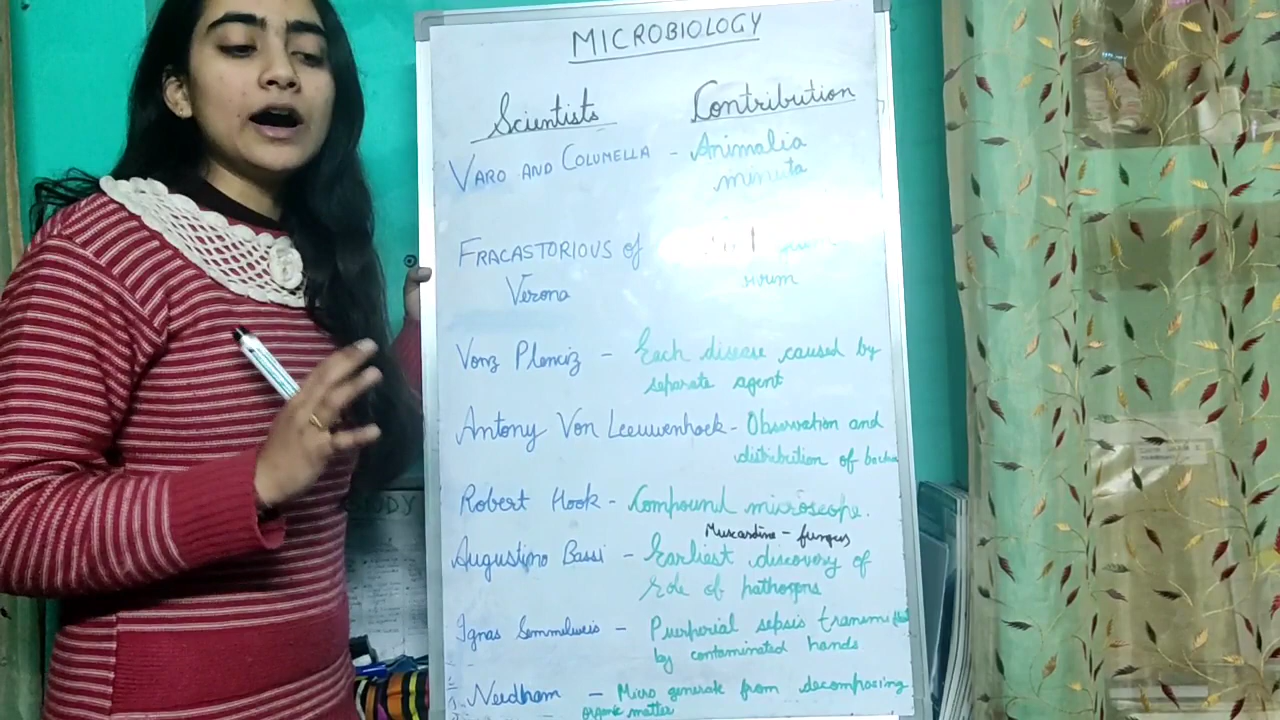 MICROBIOLOGY
Scientists Contribution
VARO AND COLUMELLA - Animalia
minuta
FRACASTORIOUS of
Verona
vivum
Vonz Plenciz - Each disease caused by
separate agent
Antony Von Leeuwenhoek - Observation and
distribution of
Robert Hook - Compound microscope.
Muscardine - fungus
Augustino Bassi - Earliest discovery of
role of
Ignas Semmelweis - Puerperial sepsis
by contaminated hands
Needham - Micro generate from decomposing
organic matter
STUDY